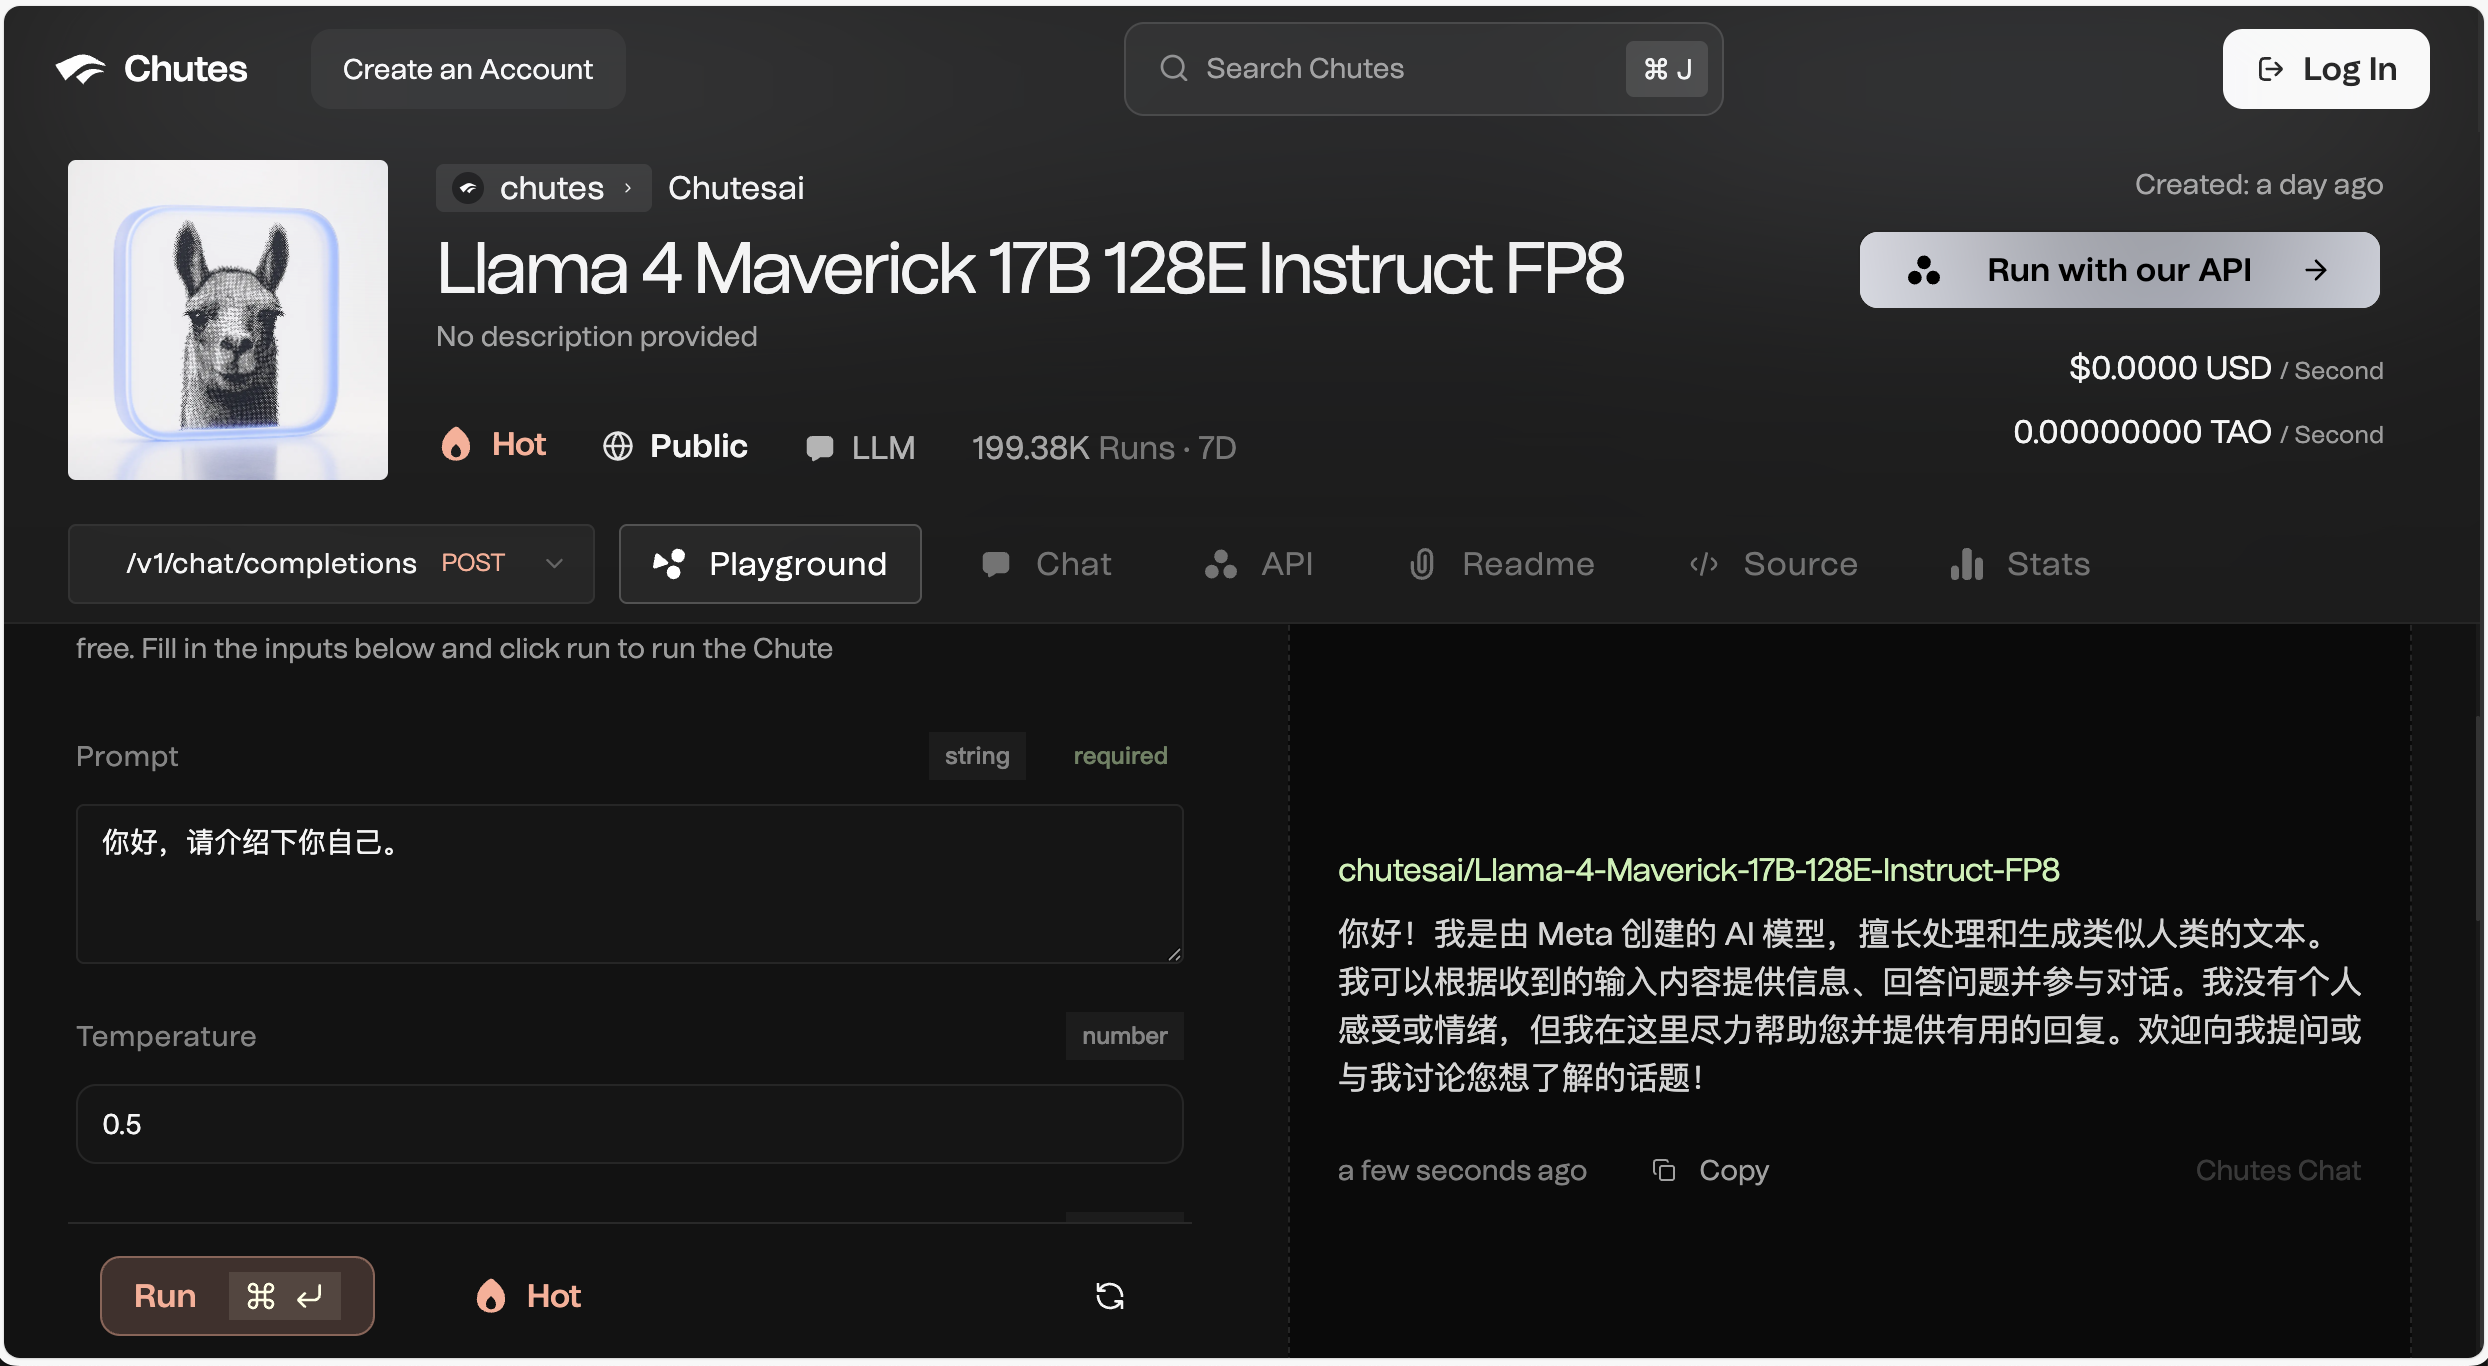 Chutes
Create an Account
Search Chutes
⌘ J
Log In
chutes › Chutesai
Created: a day ago
Llama 4 Maverick 17B 128E Instruct FP8
Run with our API →
No description provided
$0.0000 USD / Second
0.00000000 TAO / Second
Hot
Public
LLM
199.38K Runs · 7D
/v1/chat/completions POST
Playground
Chat
API
Readme
Source
Stats
free. Fill in the inputs below and click run to run the Chute
Prompt
string
required
你好，请介绍下你自己。
Temperature
number
0.5
Run ⌘ ↵
Hot
chutesai/Llama-4-Maverick-17B-128E-Instruct-FP8
你好！我是由 Meta 创建的 AI 模型，擅长处理和生成类似人类的文本。
我可以根据收到的输入内容提供信息、回答问题并参与对话。我没有个人
感受或情绪，但我在这里尽力帮助您并提供有用的回复。欢迎向我提问或
与我讨论您想了解的话题！
a few seconds ago
Copy
Chutes Chat